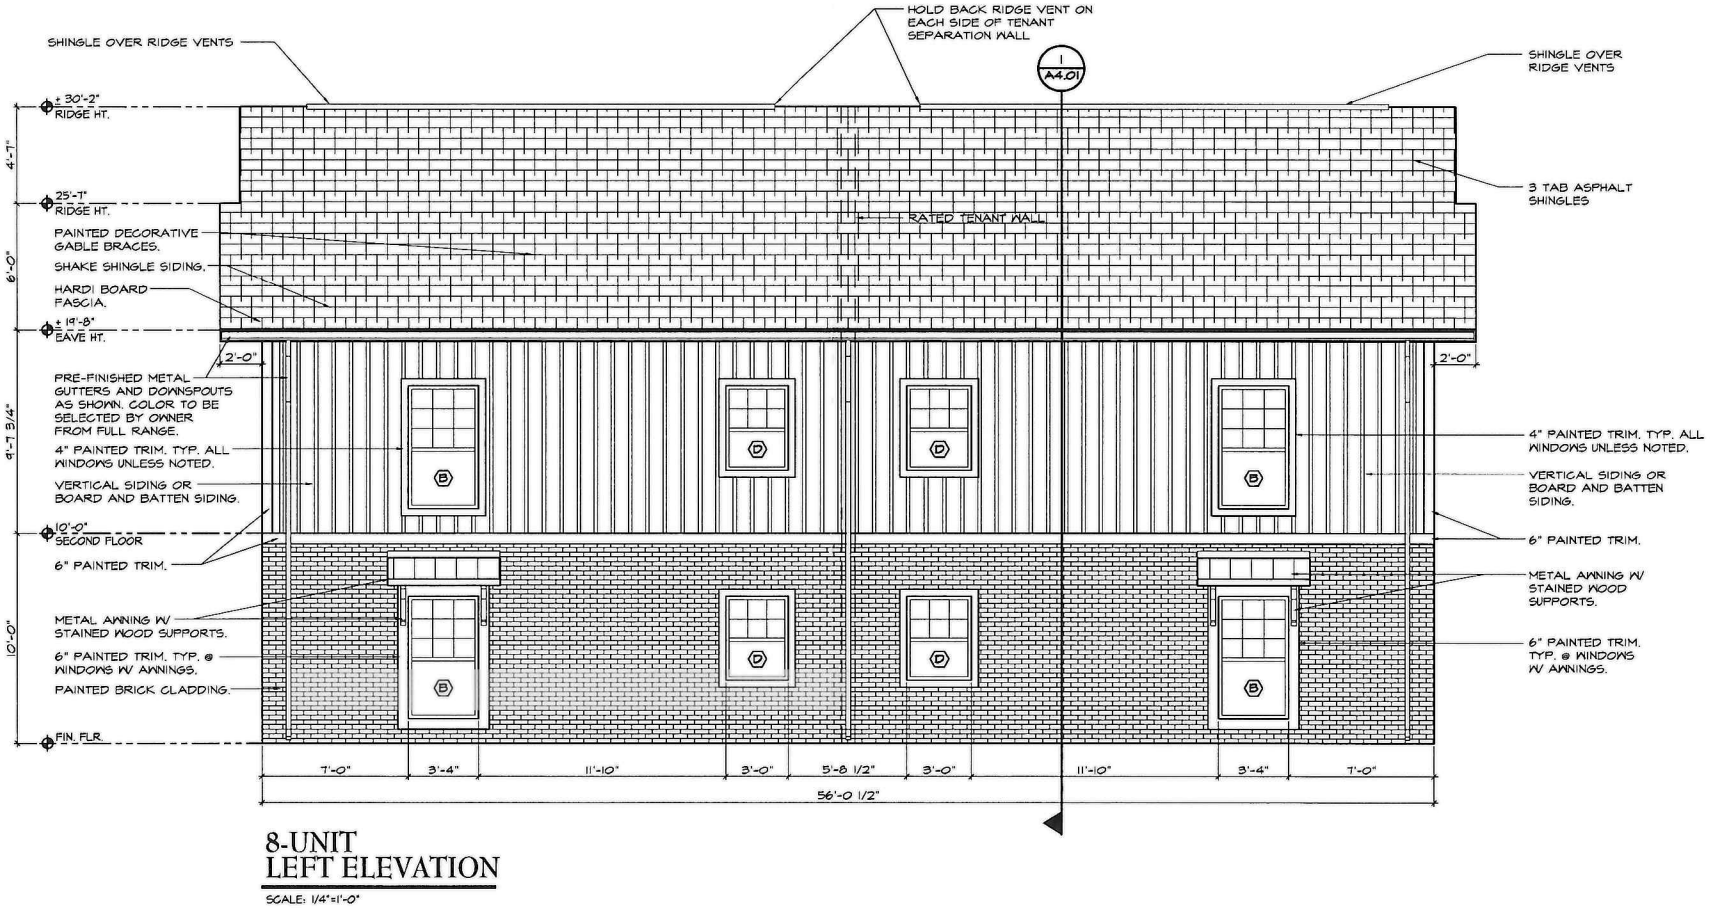 HOLD BACK RIDGE VENT ON
EACH SIDE OF TENANT
SEPARATION WALL
SHINGLE OVER RIDGE VENTS
1
A4.01
SHINGLE OVER
RIDGE VENTS
± 30'-2"
RIDGE HT.
4'-7"
3 TAB ASPHALT
SHINGLES
25'-7"
RIDGE HT.
RATED TENANT WALL
PAINTED DECORATIVE
GABLE BRACES.
6'-0"
SHAKE SHINGLE SIDING.
HARDI BOARD
FASCIA.
± 19'-8"
EAVE HT.
2'-0"
2'-0"
PRE-FINISHED METAL
GUTTERS AND DOWNSPOUTS
AS SHOWN. COLOR TO BE
SELECTED BY OWNER
FROM FULL RANGE.
9'-7 3/4"
4" PAINTED TRIM. TYP. ALL
WINDOWS UNLESS NOTED.
VERTICAL SIDING OR
BOARD AND BATTEN SIDING.
B
D
D
B
4" PAINTED TRIM. TYP. ALL
WINDOWS UNLESS NOTED.
VERTICAL SIDING OR
BOARD AND BATTEN
SIDING.
10'-0"
SECOND FLOOR
6" PAINTED TRIM.
6" PAINTED TRIM.
METAL AWNING W/
STAINED WOOD
SUPPORTS.
10'-0"
METAL AWNING W/
STAINED WOOD SUPPORTS.
6" PAINTED TRIM. TYP. @
WINDOWS W/ AWNINGS.
PAINTED BRICK CLADDING.
B
D
D
B
6" PAINTED TRIM.
TYP. @ WINDOWS
W/ AWNINGS.
FIN. FLR.
7'-0" 3'-4" 11'-10" 3'-0" 5'-8 1/2" 3'-0" 11'-10" 3'-4" 7'-0"
56'-0 1/2"
8-UNIT
LEFT ELEVATION
SCALE: 1/4"=1'-0"